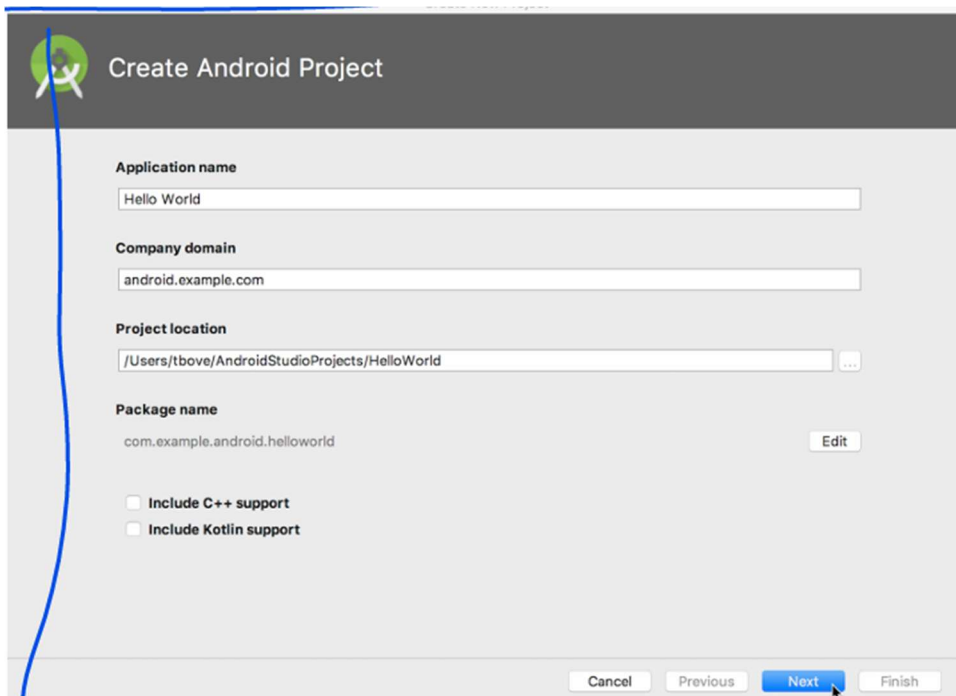 Create Android Project
Application name
Hello World
Company domain
android.example.com
Project location
/Users/tbove/AndroidStudioProjects/HelloWorld
...
Package name
com.example.android.helloworld
Edit
Include C++ support
Include Kotlin support
Cancel Previous Next Finish